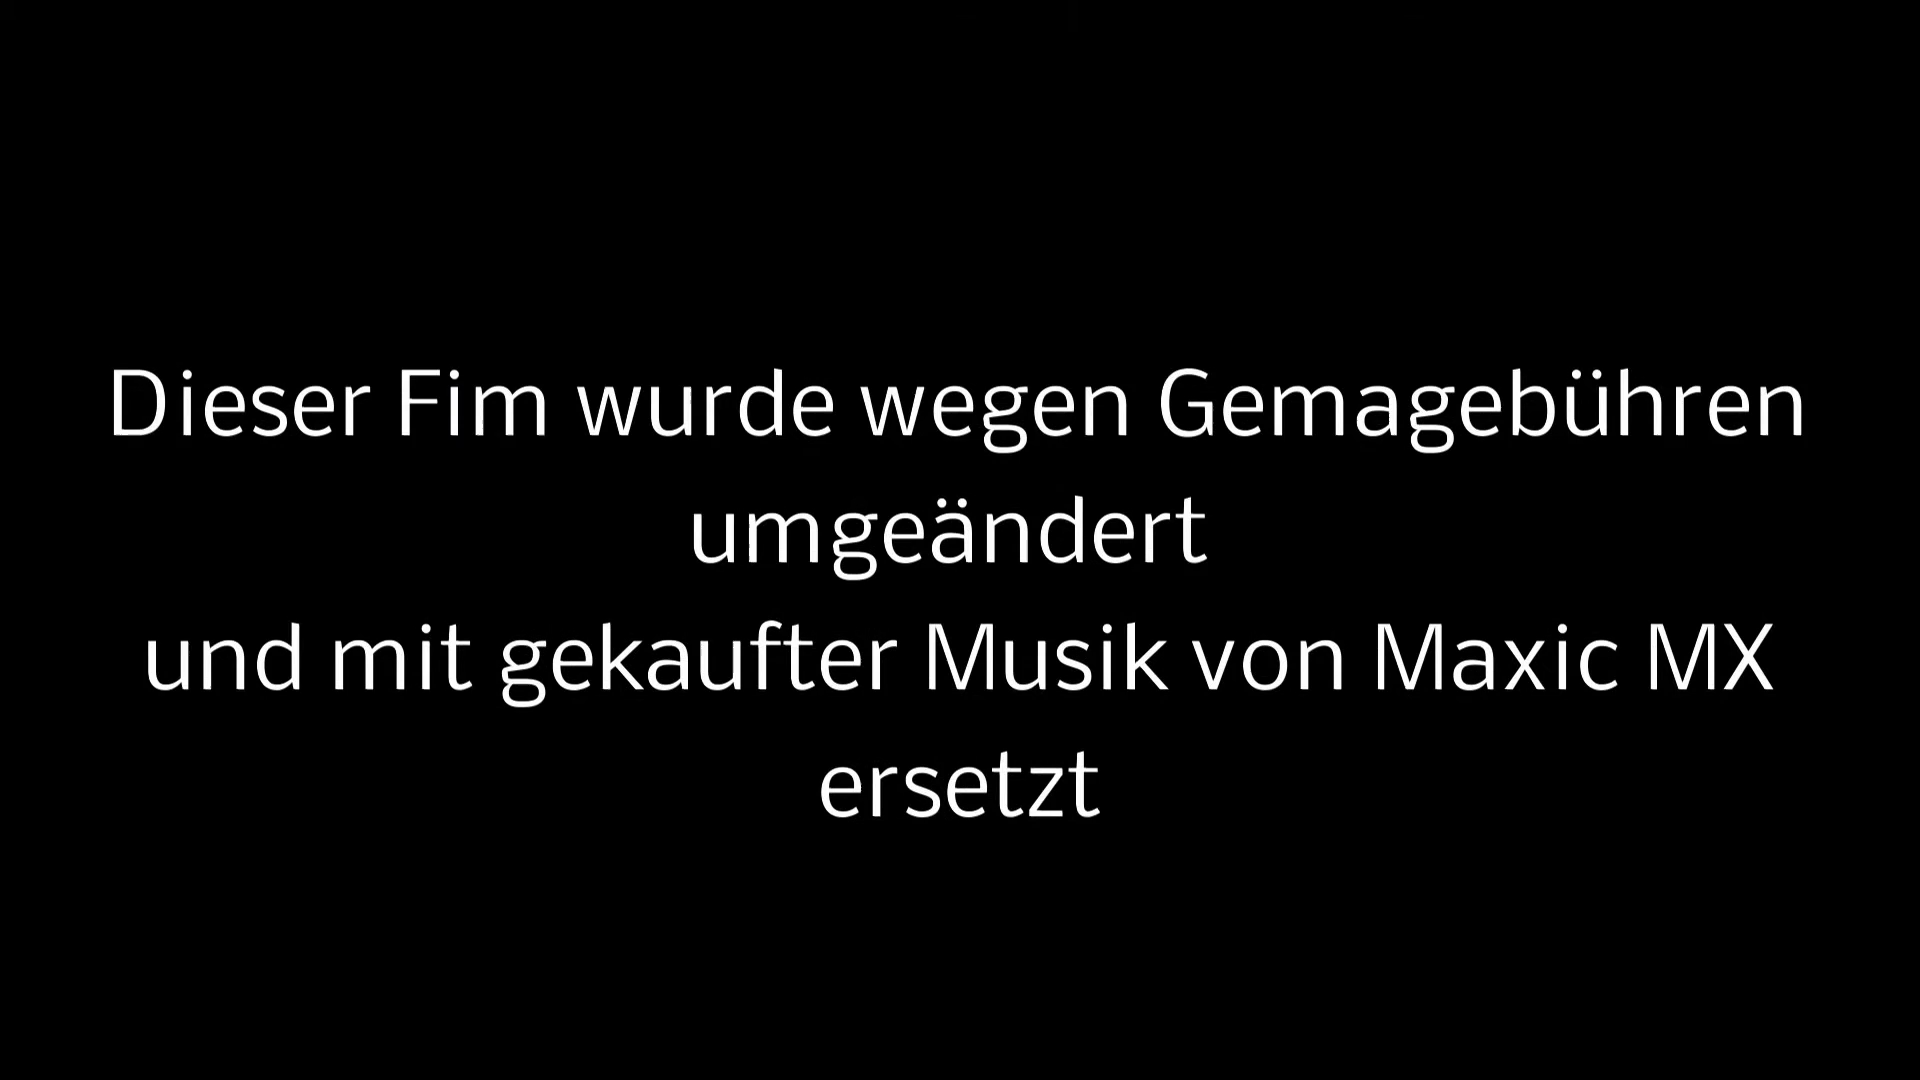 Dieser Fim wurde wegen Gemagebühren
umgeändert
und mit gekaufter Musik von Maxic MX
ersetzt